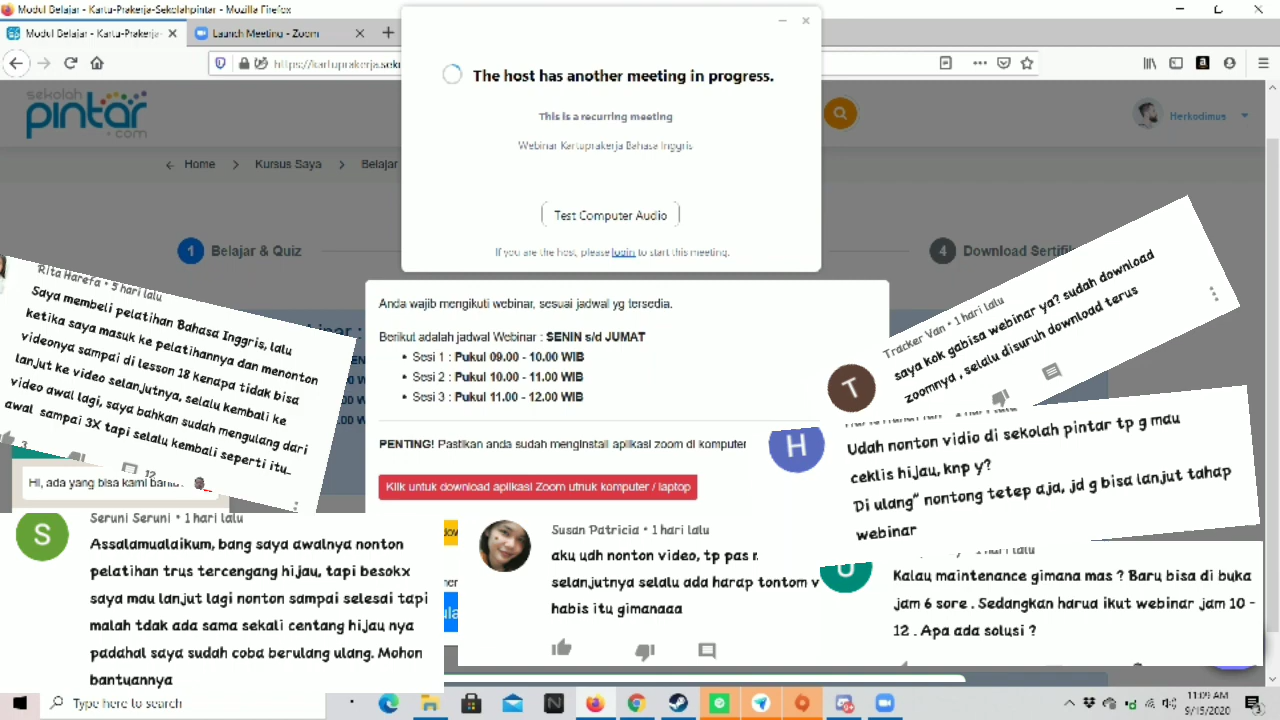 Modul Belajar - Kartu-Prakerja-Sekolahpintar - Mozilla Firefox
Modul Belajar - Kartu-Prakerja-
Launch Meeting - Zoom
https://kartuprakerja.sek
sekolah
pintar
.com
Herkodimus
Home
Kursus Saya
Belajar
The host has another meeting in progress.
This is a recurring meeting
Webinar Kartuprakerja Bahasa Inggris
Test Computer Audio
If you are the host, please login to start this meeting.
1 Belajar & Quiz
4 Download Sertifi
Anda wajib mengikuti webinar, sesuai jadwal yg tersedia.
Berikut adalah jadwal Webinar : SENIN s/d JUMAT
• Sesi 1 : Pukul 09.00 - 10.00 WIB
• Sesi 2 : Pukul 10.00 - 11.00 WIB
• Sesi 3 : Pukul 11.00 - 12.00 WIB
PENTING! Pastikan anda sudah menginstall aplikasi zoom di komputer
Klik untuk download aplikasi Zoom utnuk komputer / laptop
Rita Harefa • 5 hari lalu
Saya membeli pelatihan Bahasa Inggris, lalu
ketika saya masuk ke pelatihannya dan menonton
videonya sampai di lesson 18 kenapa tidak bisa
lanjut ke video selanjutnya, selalu kembali ke
video awal lagi, saya bahkan sudah mengulang dari
awal sampai 3X tapi selalu kembali seperti itu..
3
12
Hi, ada yang bisa kami bantu
T
Tracker Van • 1 hari lalu
saya kok gabisa webinar ya? sudah download
zoomnya , selalu disuruh download terus
H
Udah nonton vidio di sekolah pintar tp g mau
ceklis hijau, knp y?
Di ulang" nontong tetep aja, jd g bisa lanjut tahap
webinar
S
Seruni Seruni • 1 hari lalu
Assalamualaikum, bang saya awalnya nonton
pelatihan trus tercengang hijau, tapi besokx
saya mau lanjut lagi nonton sampai selesai tapi
malah tdak ada sama sekali centang hijau nya
padahal saya sudah coba berulang ulang. Mohon
bantuannya
Susan Patricia • 1 hari lalu
aku udh nonton video, tp pas
selanjutnya selalu ada harap tontom v
habis itu gimanaaa
1 hari lalu
Kalau maintenance gimana mas ? Baru bisa di buka
jam 6 sore . Sedangkan harua ikut webinar jam 10 -
12 . Apa ada solusi ?
Type here to search
11:09 AM
9/15/2020